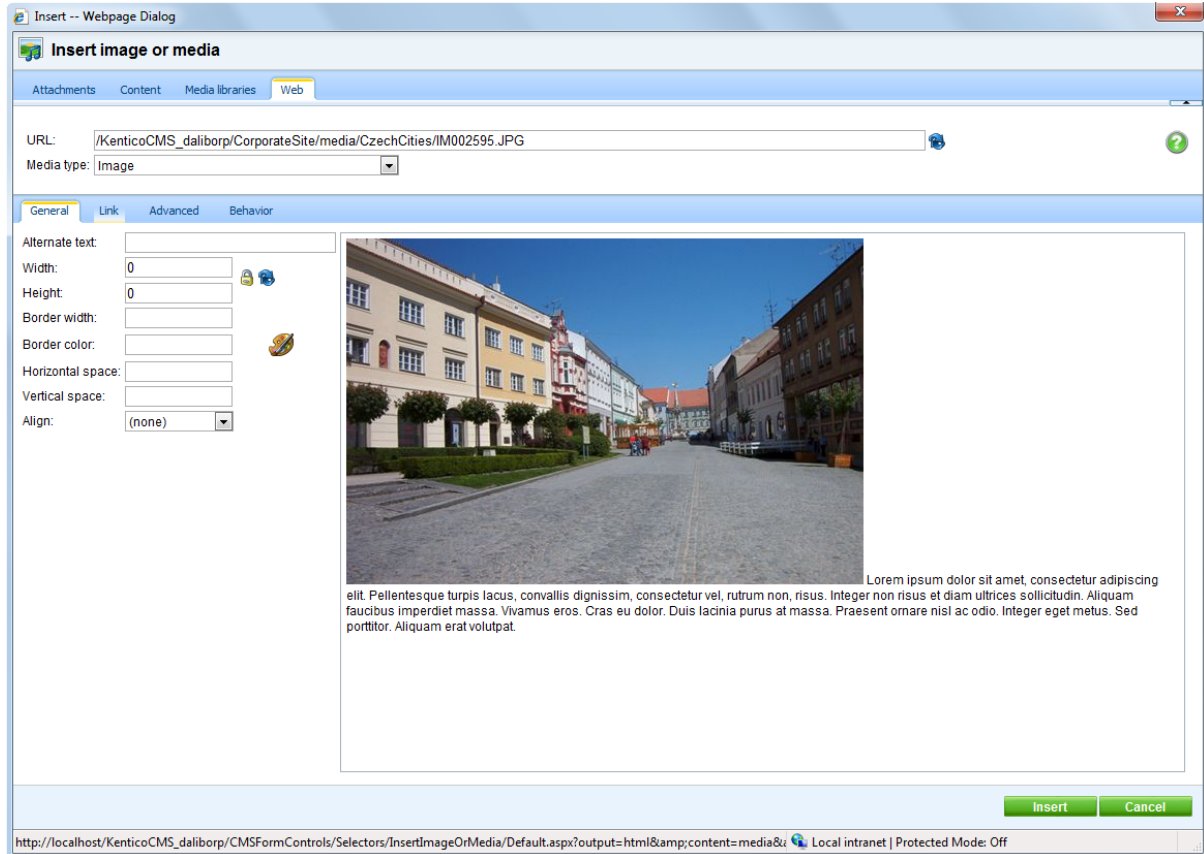 Insert -- Webpage Dialog
Insert image or media
Attachments Content Media libraries Web
URL: /KenticoCMS_daliborp/CorporateSite/media/CzechCities/IM002595.JPG
Media type: Image
General Link Advanced Behavior
Alternate text:
Width: 0
Height: 0
Border width:
Border color:
Horizontal space:
Vertical space:
Align: (none)
Lorem ipsum dolor sit amet, consectetur adipiscing
elit. Pellentesque turpis lacus, convallis dignissim, consectetur vel, rutrum non, risus. Integer non risus et diam ultrices sollicitudin. Aliquam
faucibus imperdiet massa. Vivamus eros. Cras eu dolor. Duis lacinia purus at massa. Praesent ornare nisl ac odio. Integer eget metus. Sed
porttitor. Aliquam erat volutpat.
Insert Cancel
http://localhost/KenticoCMS_daliborp/CMSFormControls/Selectors/InsertImageOrMedia/Default.aspx?output=html&amp;content=media& Local intranet | Protected Mode: Off